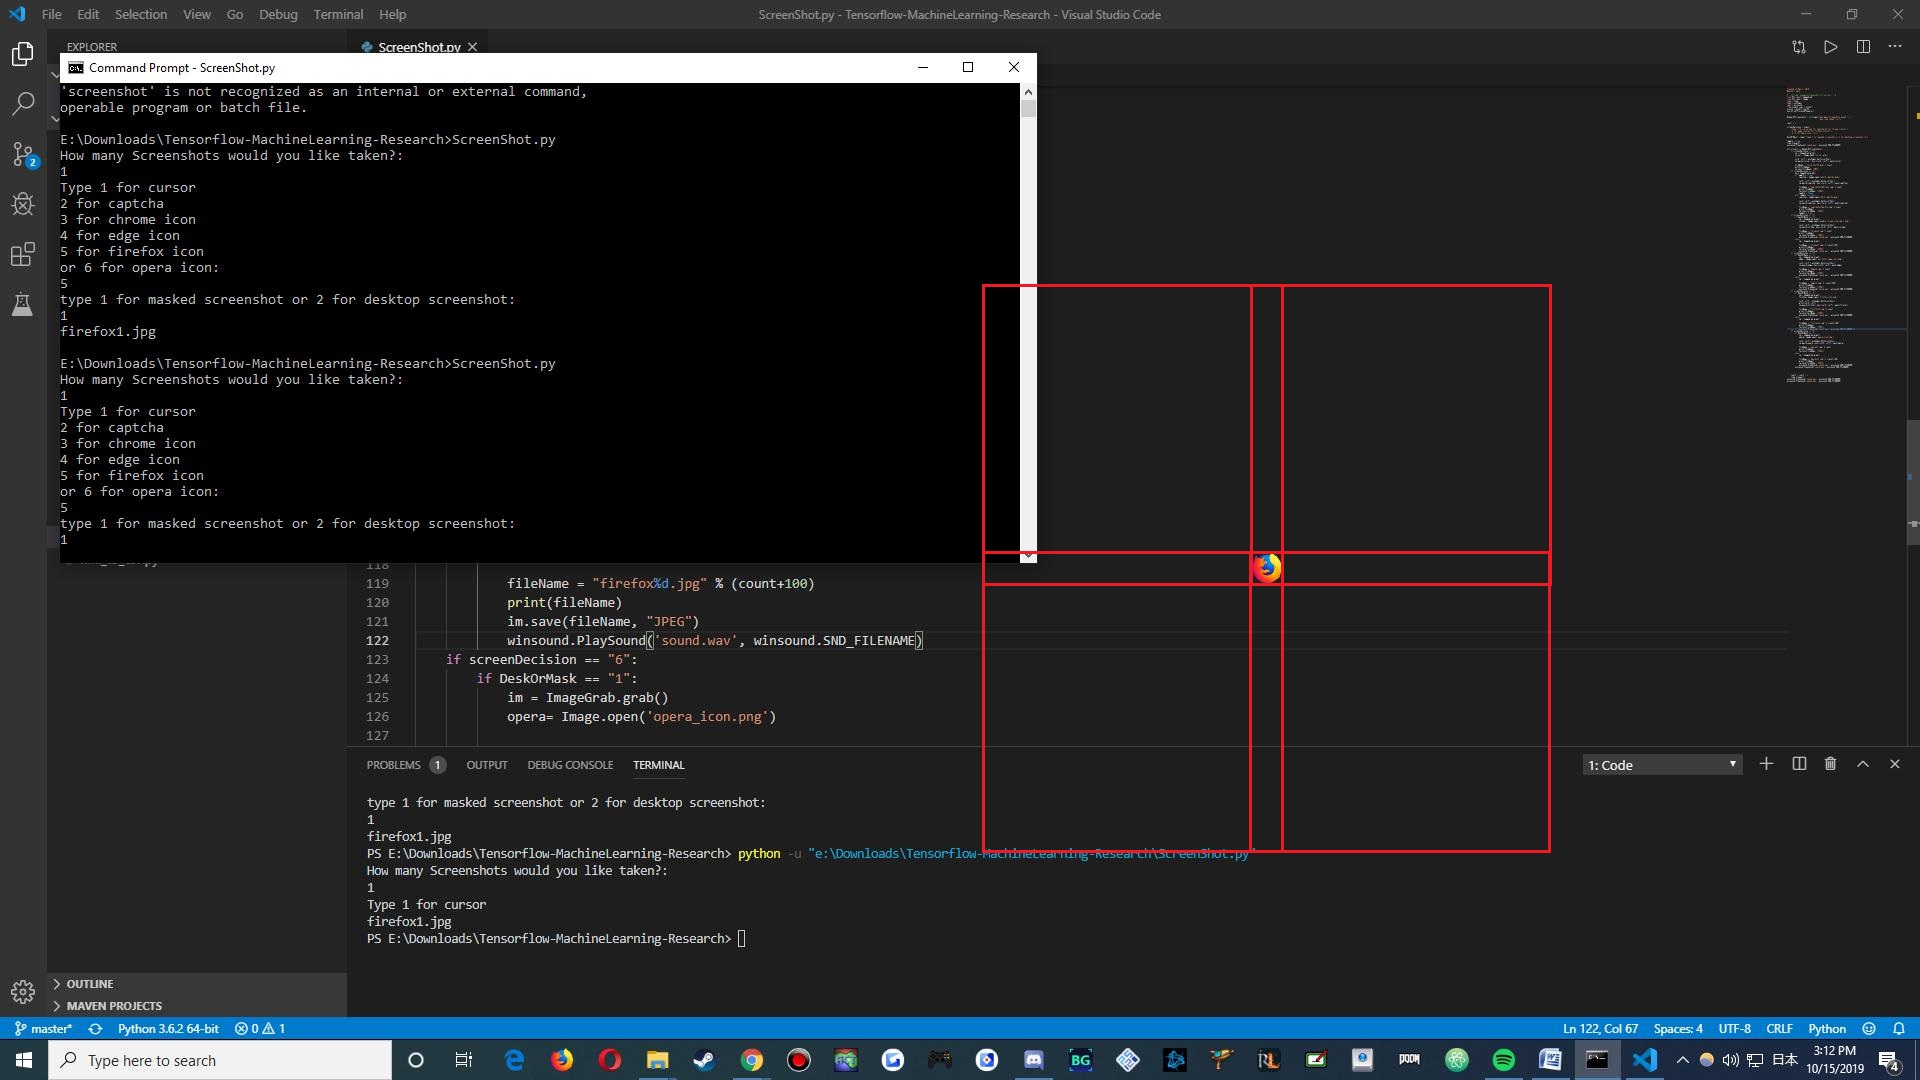 File Edit Selection View Go Debug Terminal Help
ScreenShot.py - Tensorflow-MachineLearning-Research - Visual Studio Code
EXPLORER
ScreenShot.py
Command Prompt - ScreenShot.py
'screenshot' is not recognized as an internal or external command,
operable program or batch file.
E:\Downloads\Tensorflow-MachineLearning-Research>ScreenShot.py
How many Screenshots would you like taken?:
1
Type 1 for cursor
2 for captcha
3 for chrome icon
4 for edge icon
5 for firefox icon
or 6 for opera icon:
5
type 1 for masked screenshot or 2 for desktop screenshot:
1
firefox1.jpg
E:\Downloads\Tensorflow-MachineLearning-Research>ScreenShot.py
How many Screenshots would you like taken?:
1
Type 1 for cursor
2 for captcha
3 for chrome icon
4 for edge icon
5 for firefox icon
or 6 for opera icon:
5
type 1 for masked screenshot or 2 for desktop screenshot:
1
2
118
119 fileName = "firefox%d.jpg" % (count+100)
120 print(fileName)
121 im.save(fileName, "JPEG")
122 winsound.PlaySound('sound.wav', winsound.SND_FILENAME)
123 if screenDecision == "6":
124 if DeskOrMask == "1":
125 im = ImageGrab.grab()
126 opera= Image.open('opera_icon.png')
127
PROBLEMS 1 OUTPUT DEBUG CONSOLE TERMINAL
1: Code
type 1 for masked screenshot or 2 for desktop screenshot:
1
firefox1.jpg
PS E:\Downloads\Tensorflow-MachineLearning-Research> python -u "e:\Downloads\Tensorflow-MachineLearning-Research\ScreenShot.py"
How many Screenshots would you like taken?:
1
Type 1 for cursor
firefox1.jpg
PS E:\Downloads\Tensorflow-MachineLearning-Research>
OUTLINE
MAVEN PROJECTS
master* Python 3.6.2 64-bit 0 1
Ln 122, Col 67 Spaces: 4 UTF-8 CRLF Python
Type here to search
BG
RL
DOOM
日本
3:12 PM
10/15/2019
4